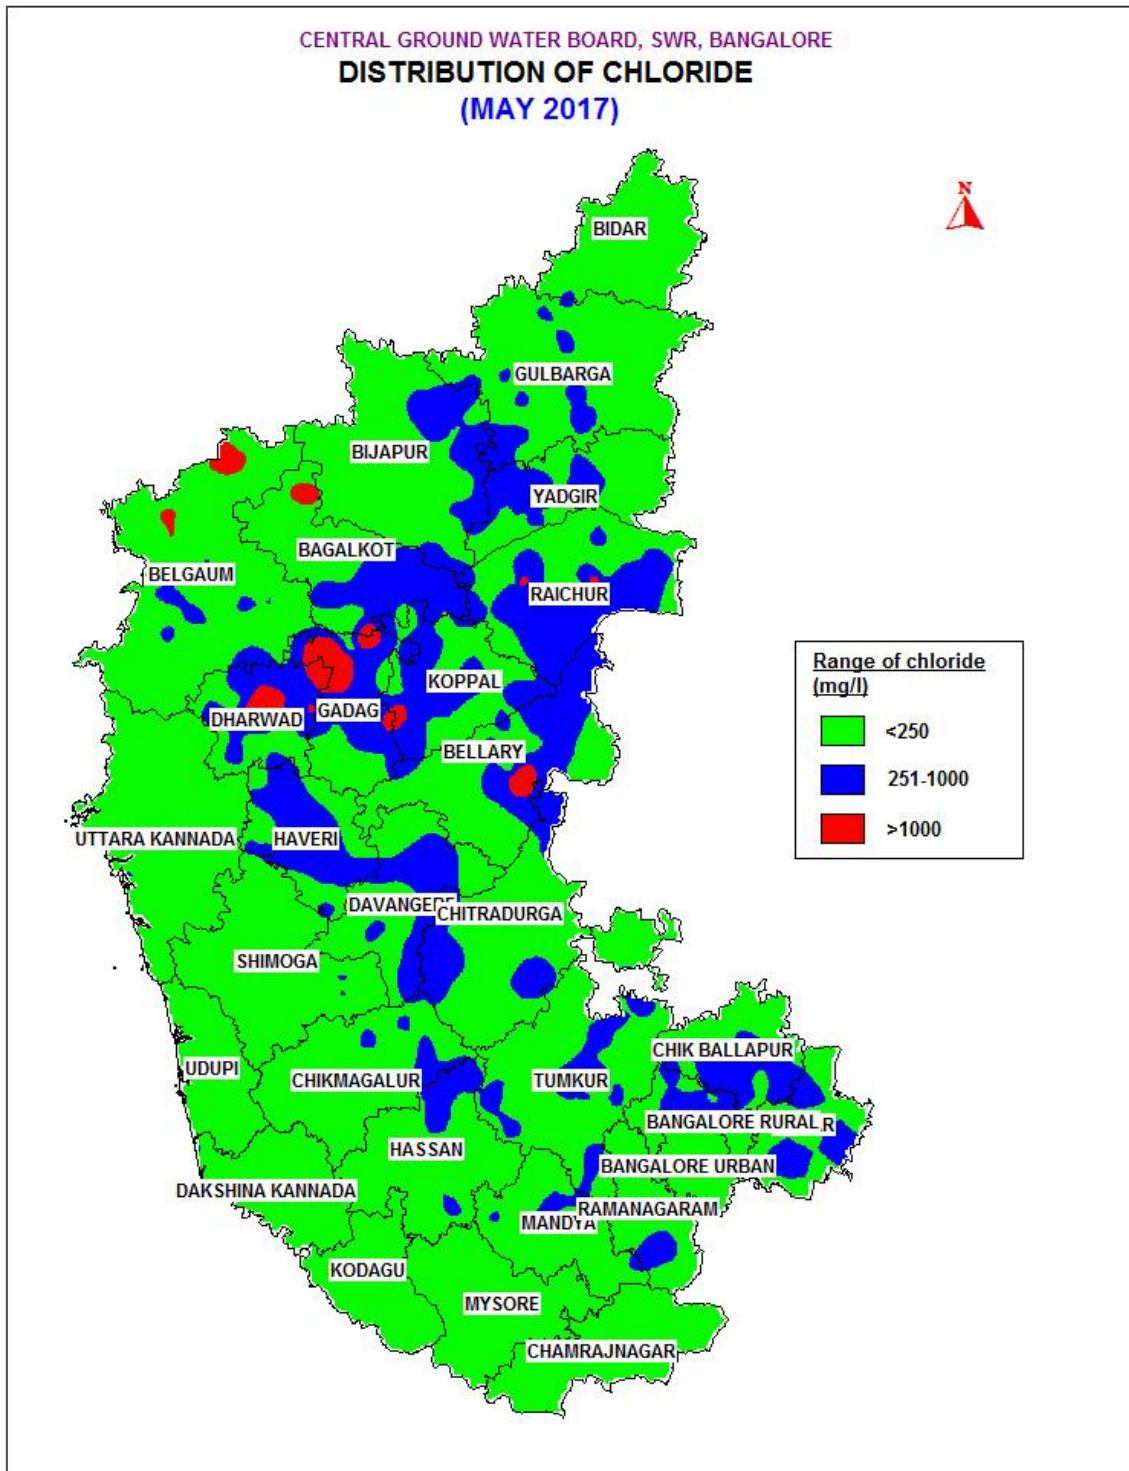 CENTRAL GROUND WATER BOARD, SWR, BANGALORE
DISTRIBUTION OF CHLORIDE
(MAY 2017)
N
BIDAR
GULBARGA
BIJAPUR
YADGIR
BAGALKOT
BELGAUM
RAICHUR
KOPPAL
GADAG
DHARWAD
BELLARY
UTTARA KANNADA
HAVERI
CHITRADURGA
SHIMOGA
CHIK BALLAPUR
UDUPI
CHIKMAGALUR
TUMKUR
BANGALORE RURAL
HASSAN
BANGALORE URBAN
DAKSHINA KANNADA
RAMANAGARAM
MANDYA
KODAGU
MYSORE
CHAMRAJNAGAR
Range of chloride
(mg/l)
<250
251-1000
>1000